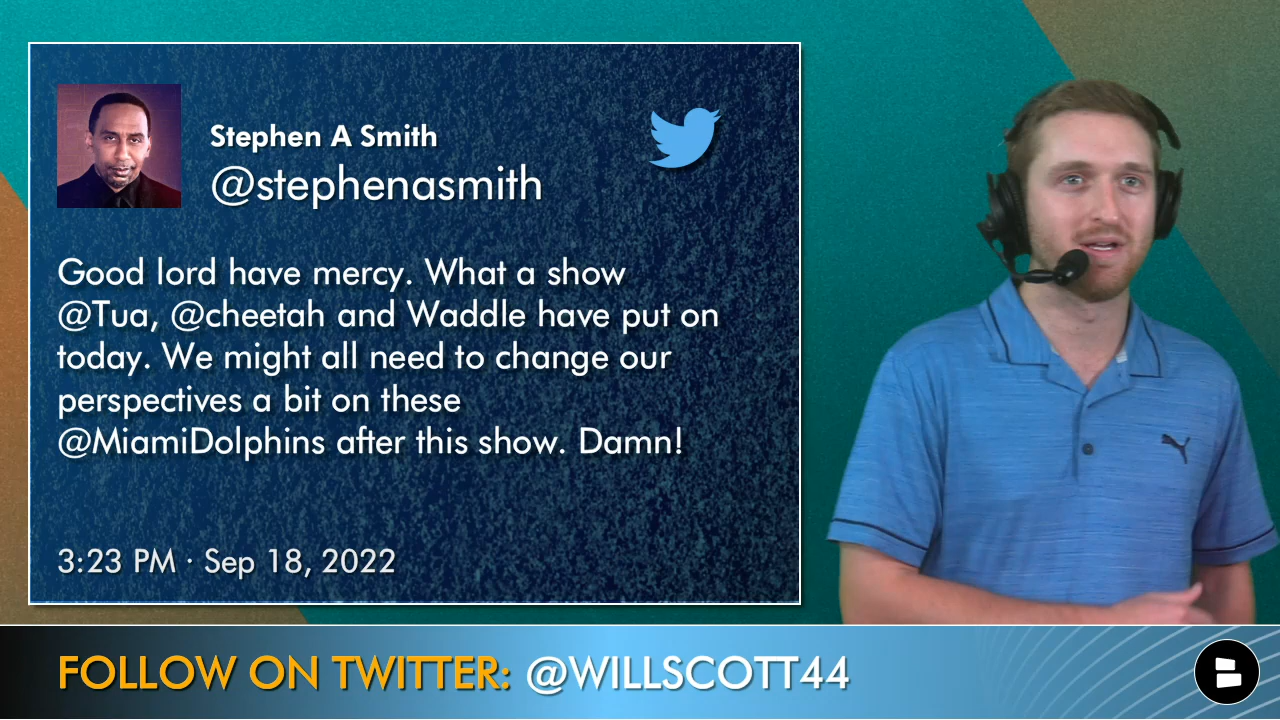 Stephen A Smith
@stephenasmith
Good lord have mercy. What a show
@Tua, @cheetah and Waddle have put on
today. We might all need to change our
perspectives a bit on these
@MiamiDolphins after this show. Damn!
3:23 PM · Sep 18, 2022
FOLLOW ON TWITTER: @WILLSCOTT44